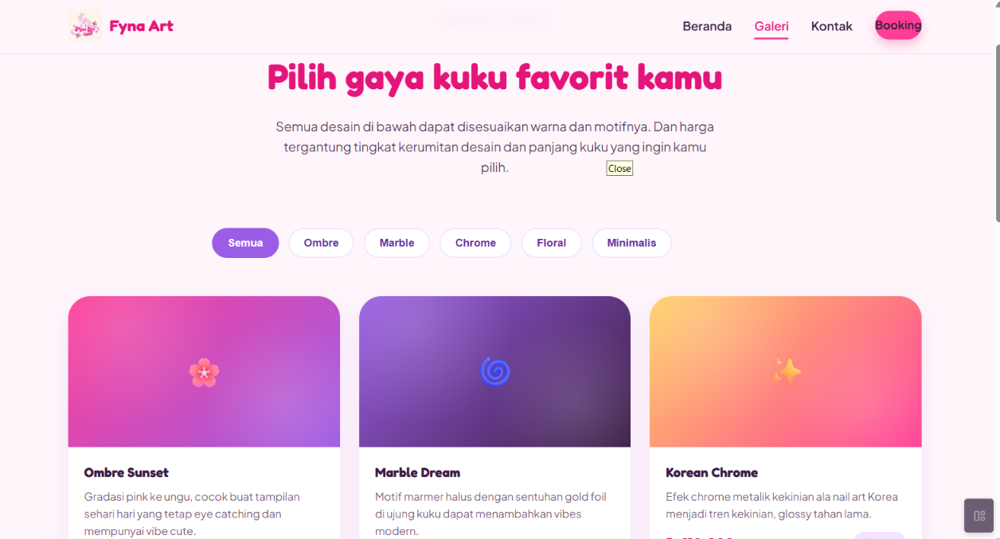 Fyna Art
Beranda
Galeri
Kontak
Booking
Pilih gaya kuku favorit kamu
Semua desain di bawah dapat disesuaikan warna dan motifnya. Dan harga
tergantung tingkat kerumitan desain dan panjang kuku yang ingin kamu
pilih.
Close
Semua
Ombre
Marble
Chrome
Floral
Minimalis
Ombre Sunset
Gradasi pink ke ungu, cocok buat tampilan
sehari hari yang tetap eye catching dan
mempunyai vibe cute.
Marble Dream
Motif marmer halus dengan sentuhan gold foil
di ujung kuku dapat menambahkan vibes
modern.
Korean Chrome
Efek chrome metalik kekinian ala nail art Korea
menjadi tren kekinian, glossy tahan lama.